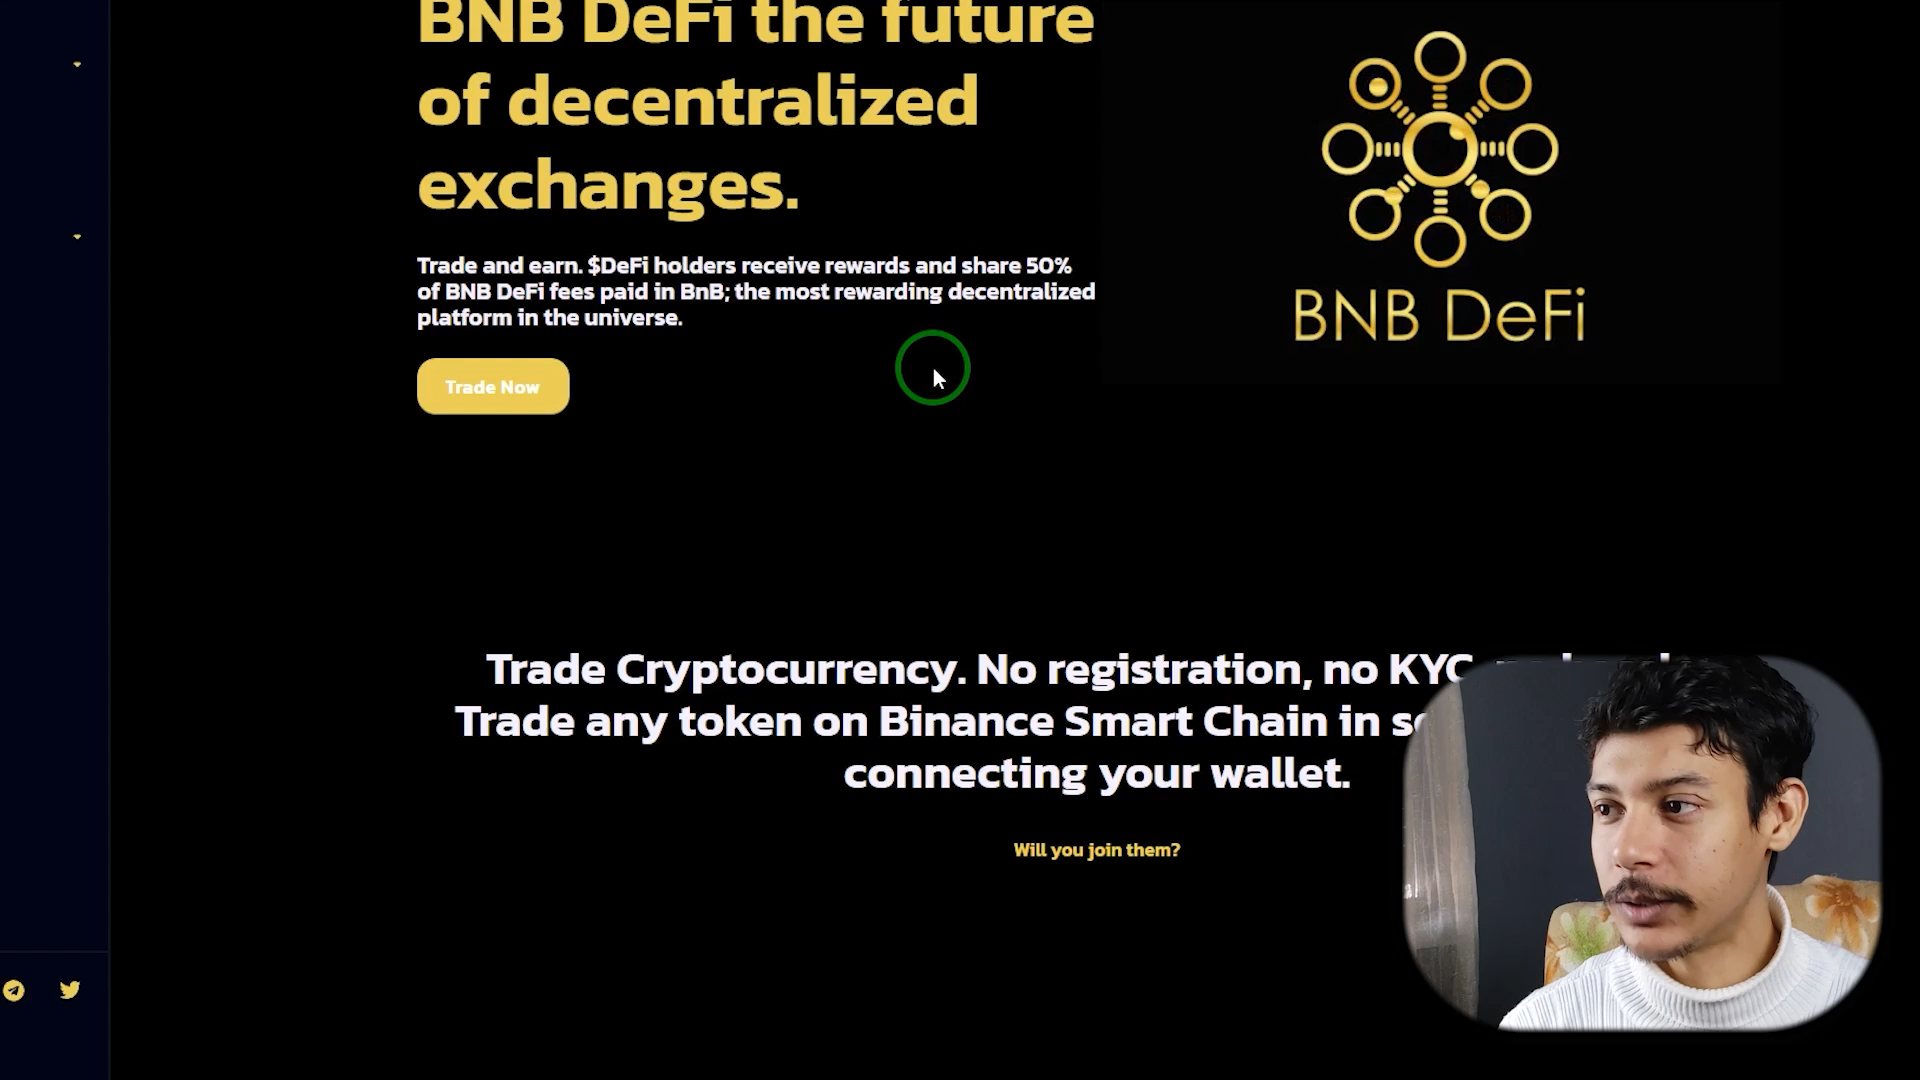 BNB DeFi the future
of decentralized
exchanges.
Trade and earn. $DeFi holders receive rewards and share 50%
of BNB DeFi fees paid in BnB; the most rewarding decentralized
platform in the universe.
Trade Now
BNB DeFi
Trade Cryptocurrency. No registration, no KYC
Trade any token on Binance Smart Chain in
connecting your wallet.
Will you join them?